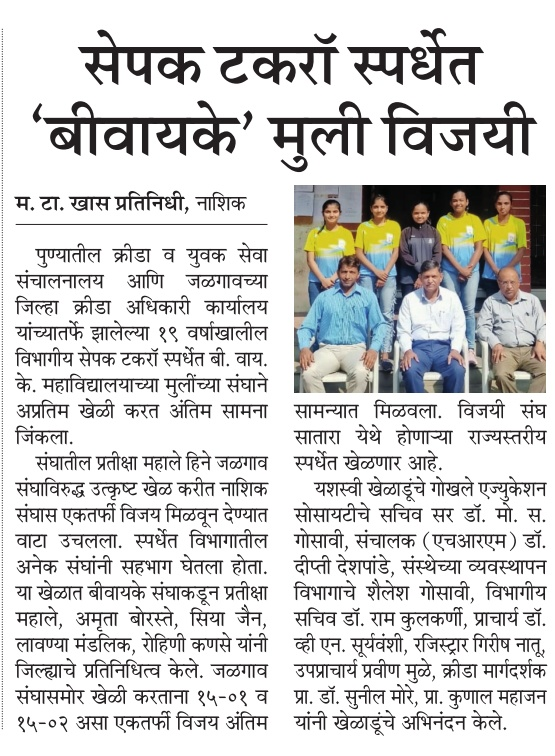 सेपक टकरॉ स्पर्धेत
‘बीवायके’ मुली विजयी
म. टा. खास प्रतिनिधी, नाशिक
पुण्यातील क्रीडा व युवक सेवा
संचालनालय आणि जळगावच्या
जिल्हा क्रीडा अधिकारी कार्यालय
यांच्यातर्फे झालेल्या १९ वर्षाखालील
विभागीय सेपक टकरॉ स्पर्धेत बी. वाय.
के. महाविद्यालयाच्या मुलींच्या संघाने
अप्रतिम खेळी करत अंतिम सामना
जिंकला.
संघातील प्रतीक्षा महाले हिने जळगाव
संघाविरुद्ध उत्कृष्ट खेळ करीत नाशिक
संघास एकतर्फी विजय मिळवून देण्यात
वाटा उचलला. स्पर्धेत विभागातील
अनेक संघांनी सहभाग घेतला होता.
या खेळात बीवायके संघाकडून प्रतीक्षा
महाले, अमृता बोरस्ते, सिया जैन,
लावण्या मंडलिक, रोहिणी कणसे यांनी
जिल्ह्याचे प्रतिनिधित्व केले. जळगाव
संघासमोर खेळी करताना १५-०१ व
१५-०२ असा एकतर्फी विजय अंतिम
सामन्यात मिळवला. विजयी संघ
सातारा येथे होणाऱ्या राज्यस्तरीय
स्पर्धेत खेळणार आहे.
यशस्वी खेळाडूंचे गोखले एज्युकेशन
सोसायटीचे सचिव सर डॉ. मो. स.
गोसावी, संचालक (एचआरएम) डॉ.
दीप्ती देशपांडे, संस्थेच्या व्यवस्थापन
विभागाचे शैलेश गोसावी, विभागीय
सचिव डॉ. राम कुलकर्णी, प्राचार्य डॉ.
व्ही एन. सूर्यवंशी, रजिस्ट्रार गिरीष नातू,
उपप्राचार्य प्रवीण मुळे, क्रीडा मार्गदर्शक
प्रा. डॉ. सुनील मोरे, प्रा. कुणाल महाजन
यांनी खेळाडूंचे अभिनंदन केले.